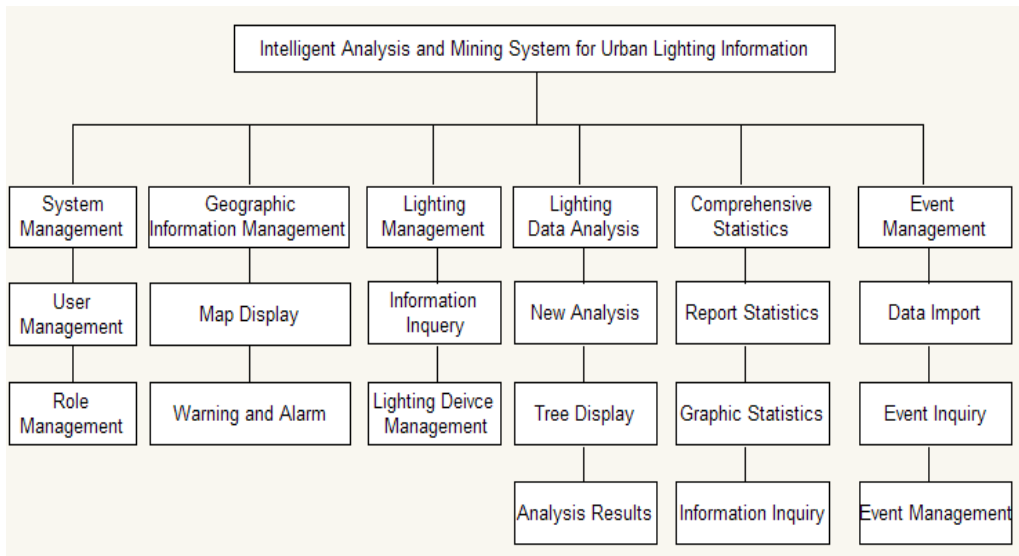 Intelligent Analysis and Mining System for Urban Lighting Information
System
Management
Geographic
Information Management
Lighting
Management
Lighting
Data Analysis
Comprehensive
Statistics
Event
Management
User
Management
Map Display
Information
Inquery
New Analysis
Report Statistics
Data Import
Role
Management
Warning and Alarm
Lighting Deivce
Management
Tree Display
Graphic Statistics
Event Inquiry
Analysis Results
Information Inquiry
Event Management